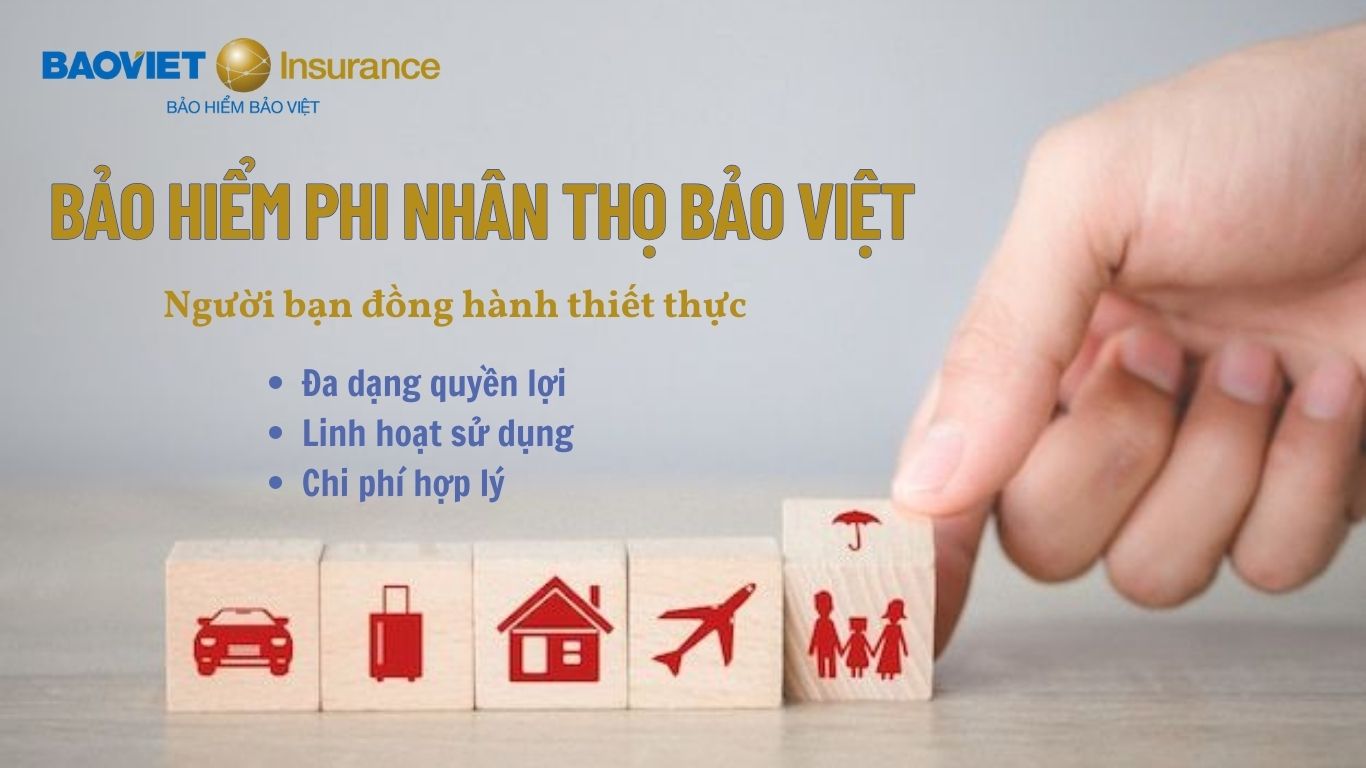 BAOVIET Insurance
BẢO HIỂM BẢO VIỆT
BẢO HIỂM PHI NHÂN THỌ BẢO VIỆT
Người bạn đồng hành thiết thực
• Đa dạng quyền lợi
• Linh hoạt sử dụng
• Chi phí hợp lý